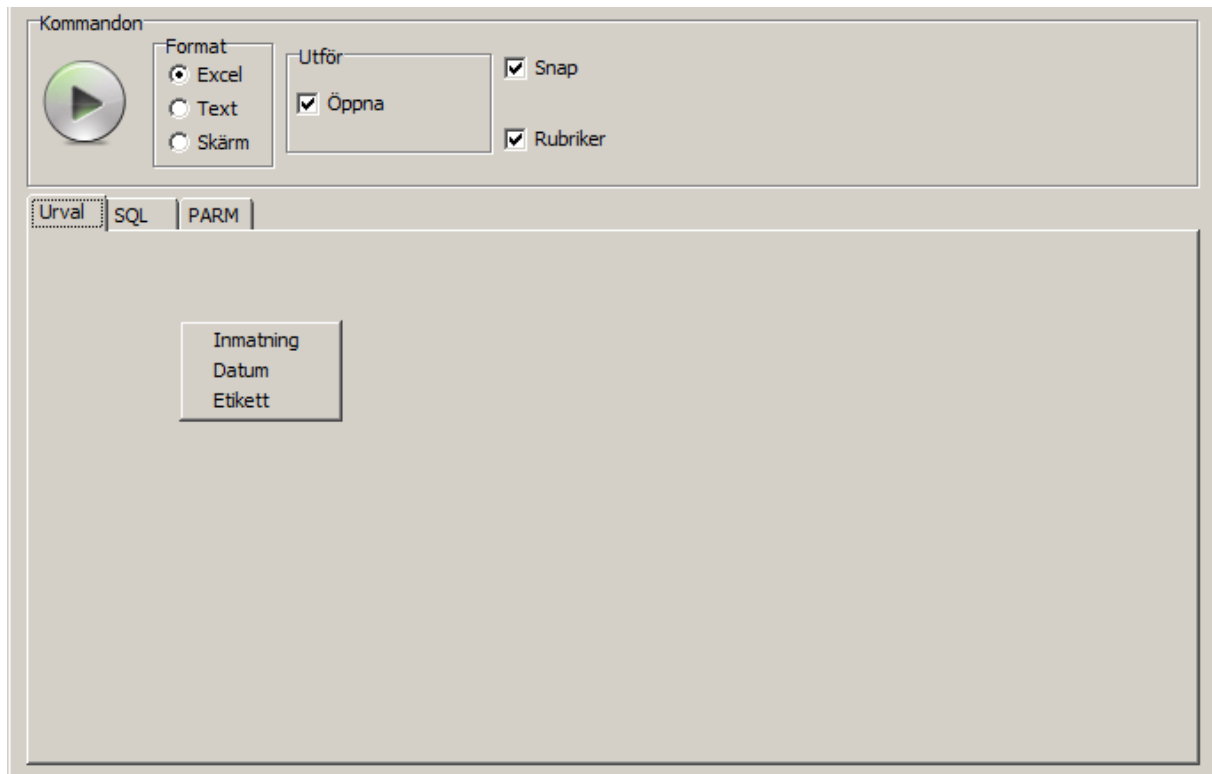 Kommandon
Format
Excel
Text
Skärm
Utför
Öppna
Snap
Rubriker
Urval
SQL
PARM
Inmatning
Datum
Etikett